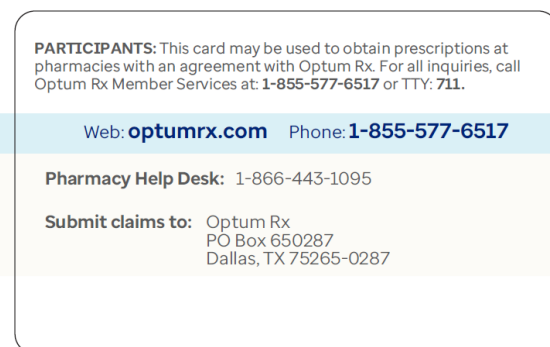 PARTICIPANTS: This card may be used to obtain prescriptions at
pharmacies with an agreement with Optum Rx. For all inquiries, call
Optum Rx Member Services at: 1-855-577-6517 or TTY: 711.
Web: optumrx.com Phone: 1-855-577-6517
Pharmacy Help Desk: 1-866-443-1095
Submit claims to: Optum Rx
PO Box 650287
Dallas, TX 75265-0287